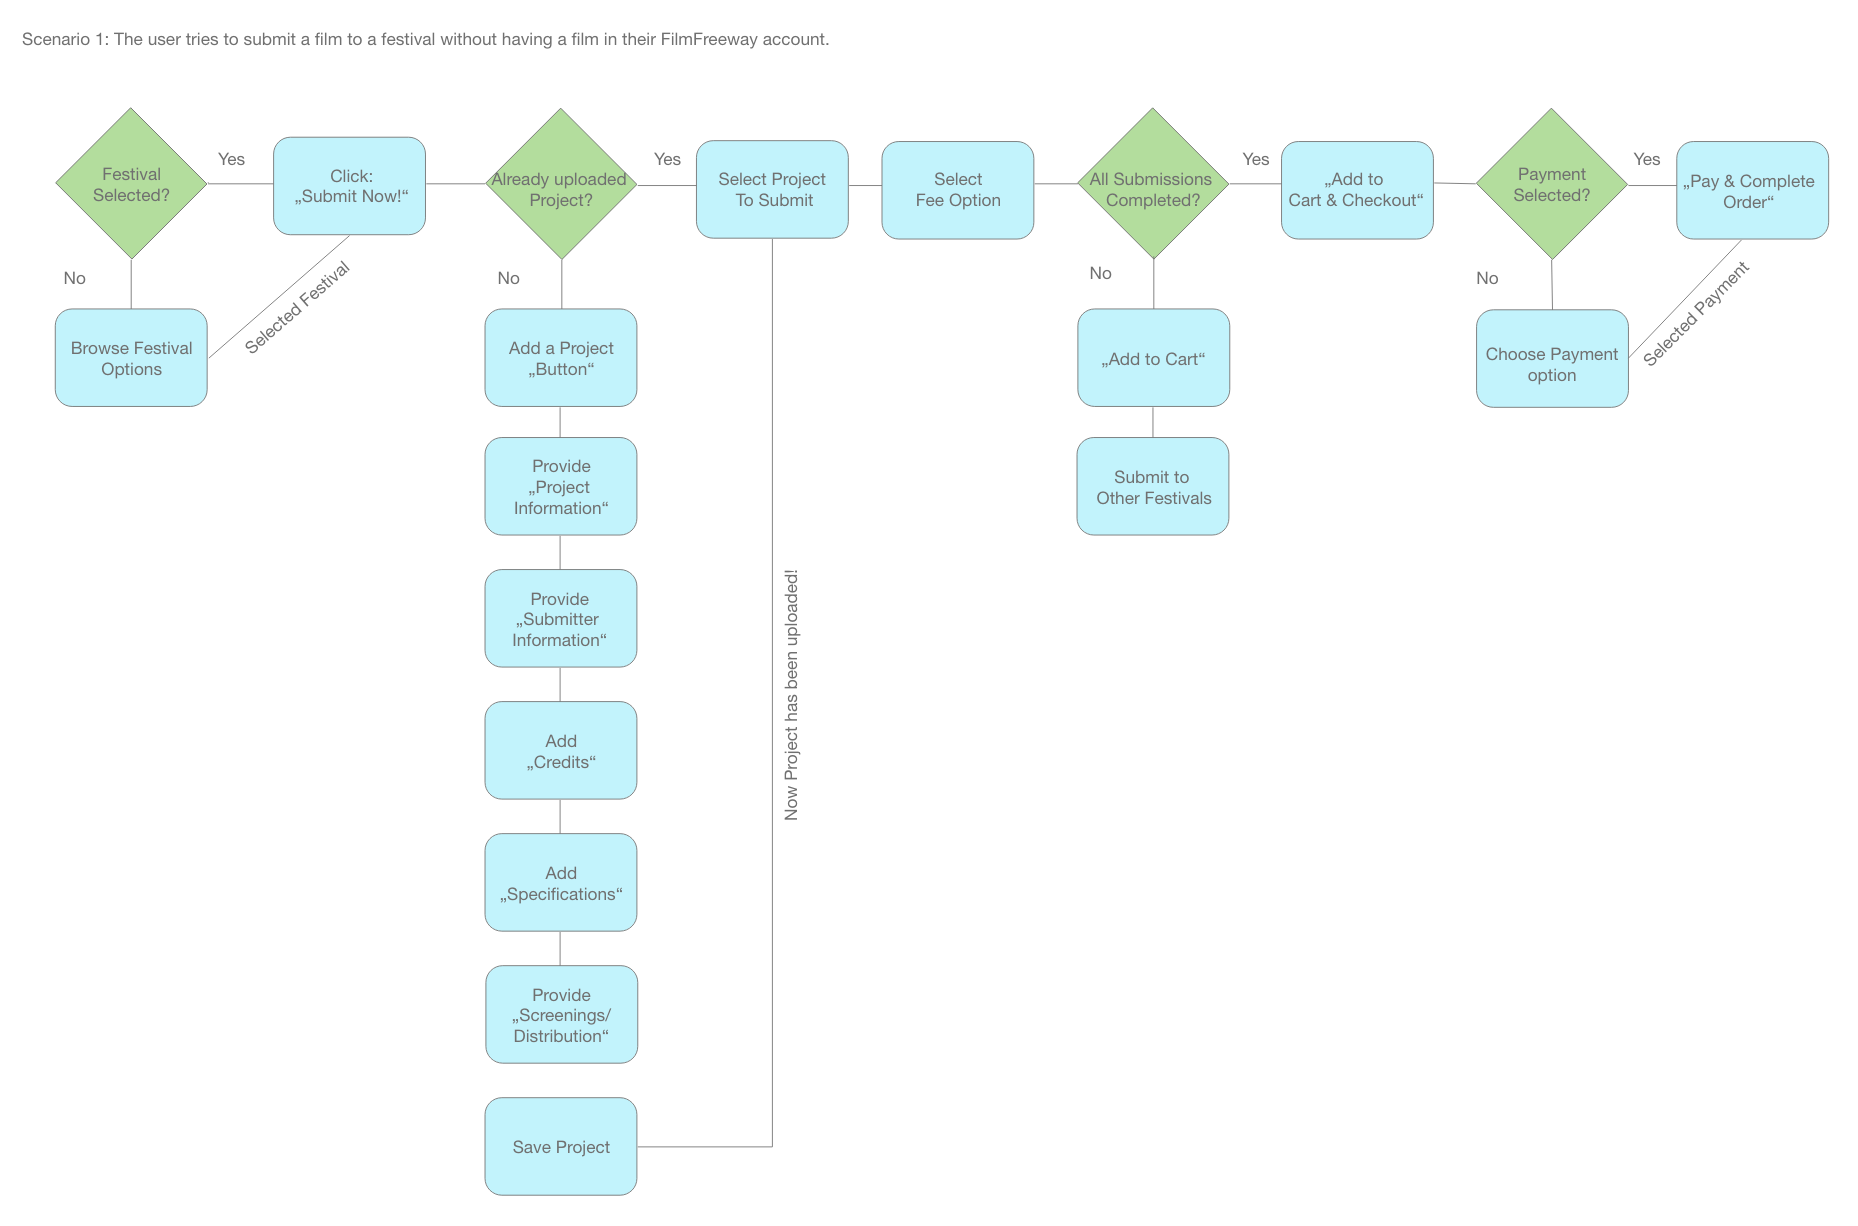 Scenario 1: The user tries to submit a film to a festival without having a film in their FilmFreeway account.
Festival
Selected?
Yes
No
Browse Festival
Options
Selected Festival
Click:
„Submit Now!“
Already uploaded
Project?
Yes
No
Add a Project
„Button“
Provide
„Project
Information“
Provide
„Submitter
Information“
Add
„Credits“
Add
„Specifications“
Provide
„Screenings/
Distribution“
Save Project
Now Project has been uploaded!
Select Project
To Submit
Select
Fee Option
All Submissions
Completed?
Yes
No
„Add to Cart“
Submit to
Other Festivals
„Add to
Cart & Checkout“
Payment
Selected?
Yes
No
Choose Payment
option
Selected Payment
„Pay & Complete
Order“